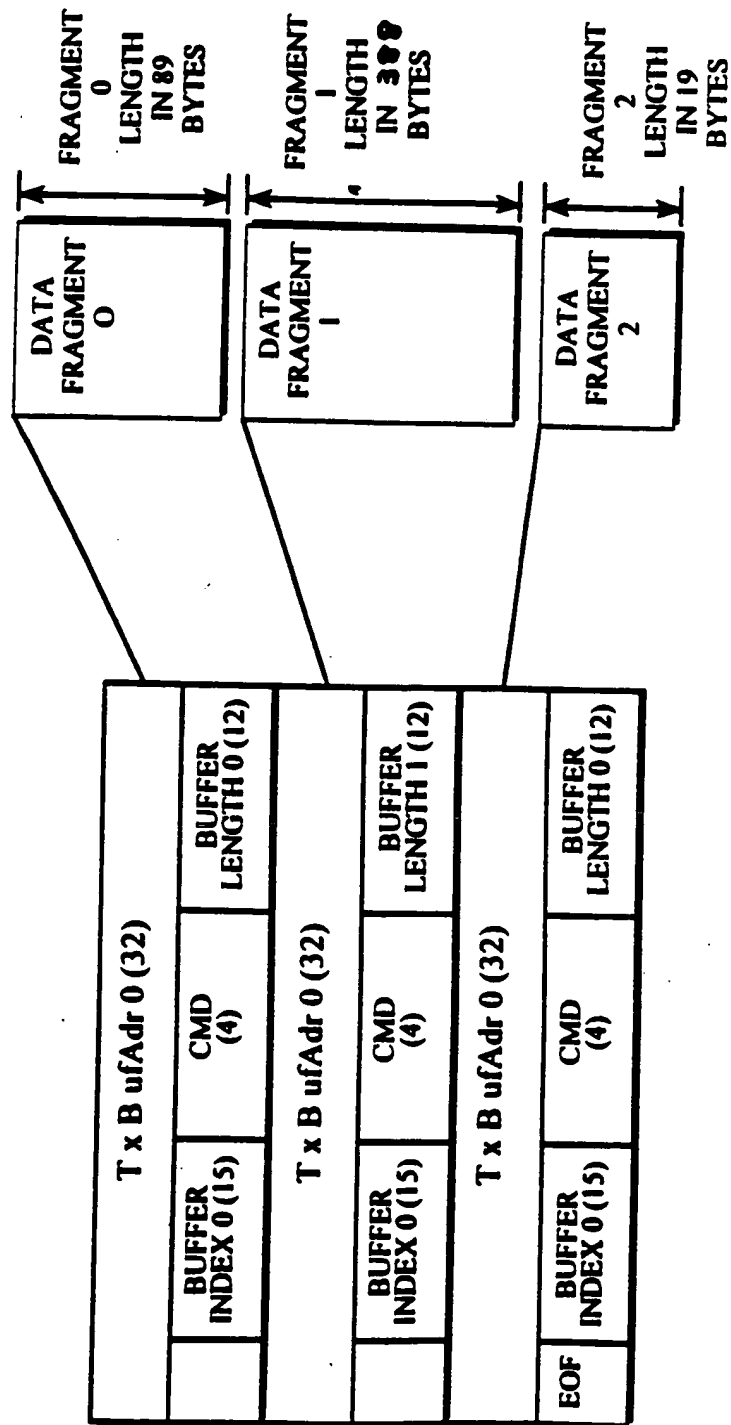 T x B ufAdr 0 (32)
BUFFER
INDEX 0 (15)
CMD
(4)
BUFFER
LENGTH 0 (12)
T x B ufAdr 0 (32)
BUFFER
INDEX 0 (15)
CMD
(4)
BUFFER
LENGTH 1 (12)
T x B ufAdr 0 (32)
EOF
BUFFER
INDEX 0 (15)
CMD
(4)
BUFFER
LENGTH 0 (12)
DATA
FRAGMENT
0
FRAGMENT
0
LENGTH
IN 89
BYTES
DATA
FRAGMENT
1
FRAGMENT
1
LENGTH
IN 388
BYTES
DATA
FRAGMENT
2
FRAGMENT
2
LENGTH
IN 19
BYTES